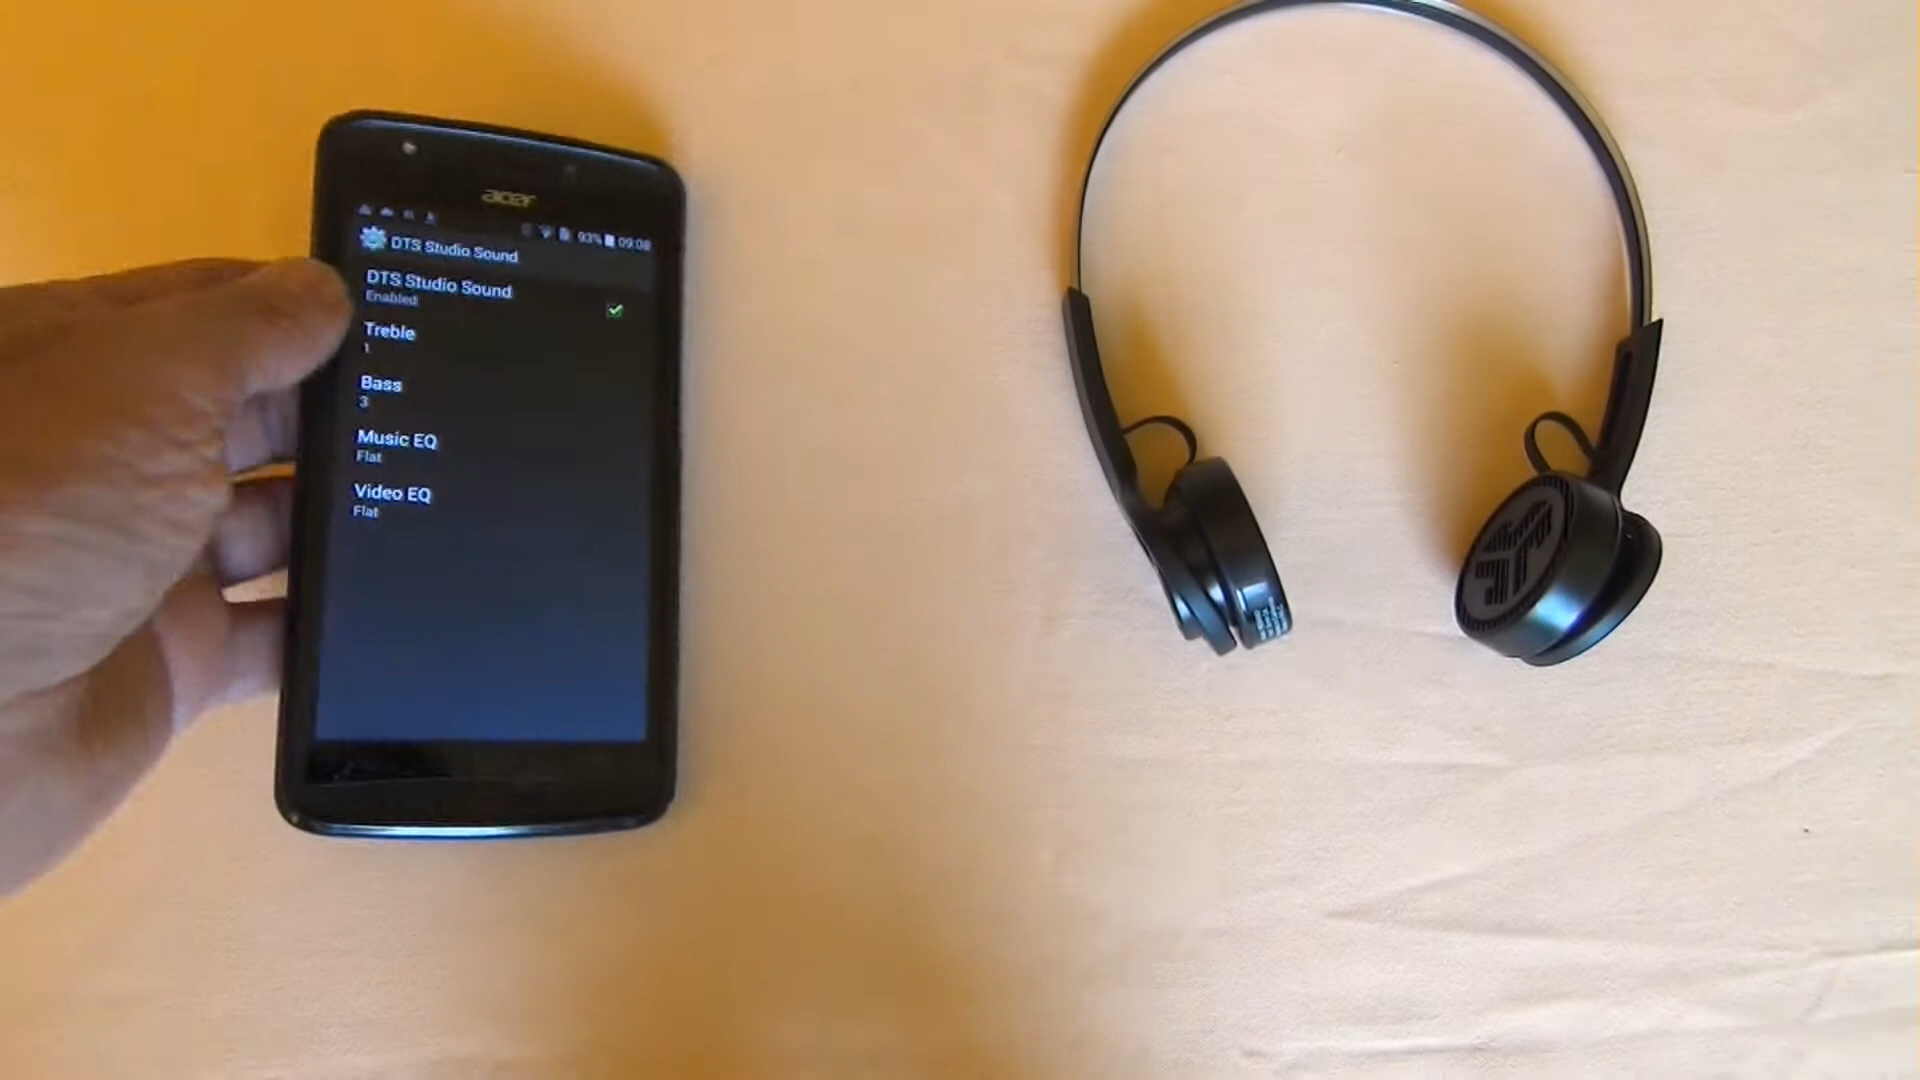 acer
93% 09:08
DTS Studio Sound
DTS Studio Sound
Enabled
Treble
1
Bass
3
Music EQ
Flat
Video EQ
Flat